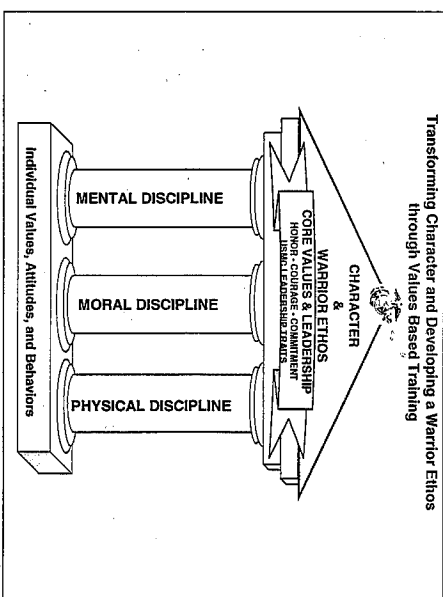 Transforming Character and Developing a Warrior Ethos
through Values Based Training
CHARACTER
&
WARRIOR ETHOS
CORE VALUES & LEADERSHIP
HONOR - COURAGE - COMMITMENT
USMC LEADERSHIP TRAITS
MENTAL DISCIPLINE
MORAL DISCIPLINE
PHYSICAL DISCIPLINE
Individual Values, Attitudes, and Behaviors